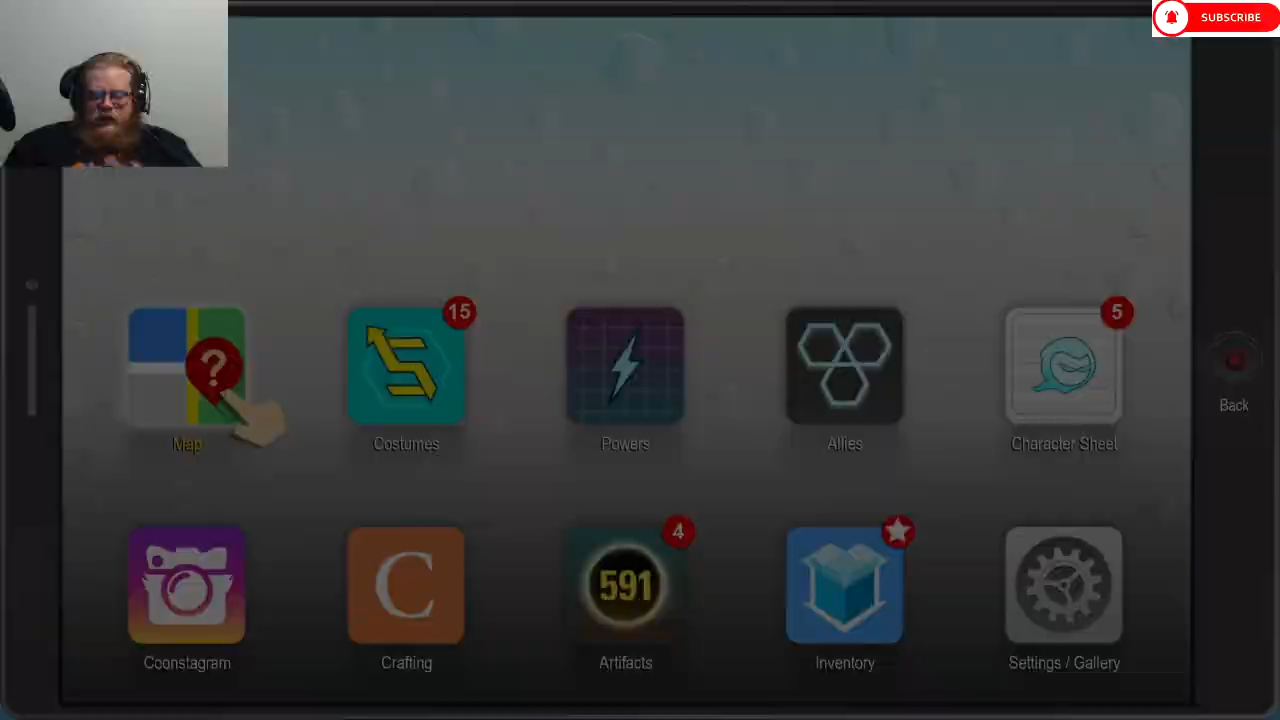 SUBSCRIBE
15
5
?
Map
Costumes
Powers
Allies
Character Sheet
Back
4
C
591
Coonstagram
Crafting
Artifacts
Inventory
Settings / Gallery